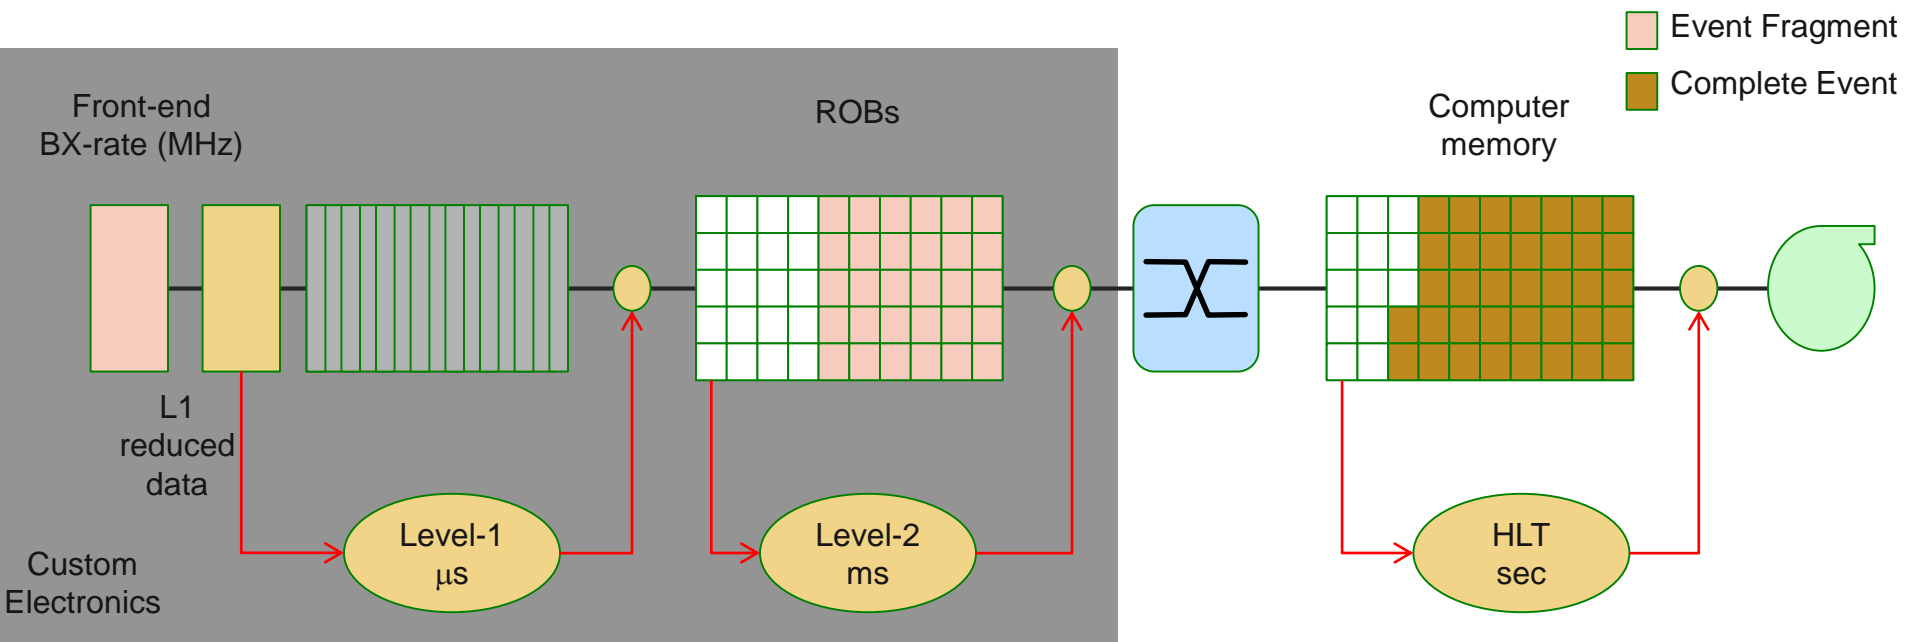 Event Fragment
Complete Event
Front-end
BX-rate (MHz)
ROBs
Computer
memory
L1
reduced
data
Level-1
μs
Level-2
ms
HLT
sec
Custom
Electronics